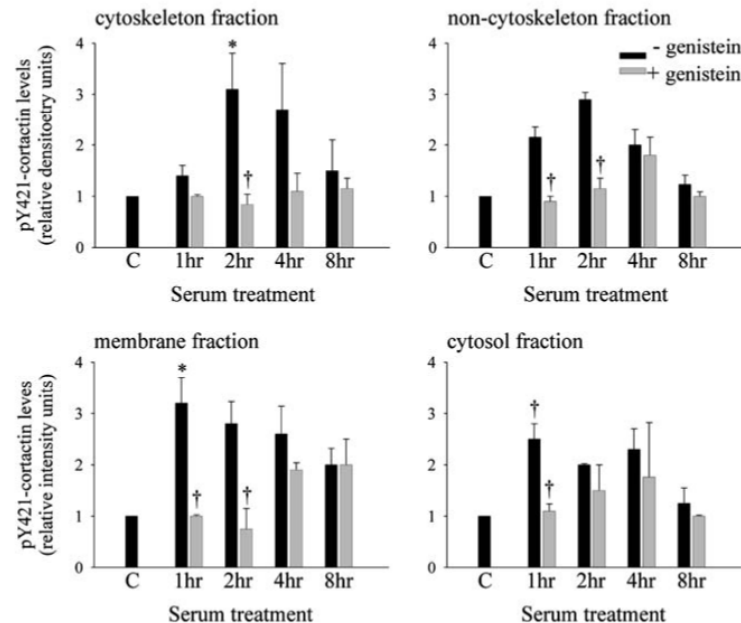 cytoskeleton fraction
non-cytoskeleton fraction
- genistein
+ genistein
pY421-cortactin levels
(relative densitoetry units)
4
3
2
1
0
*
†
C 1hr 2hr 4hr 8hr
Serum treatment
4
3
2
1
0
†
†
C 1hr 2hr 4hr 8hr
Serum treatment
membrane fraction
cytosol fraction
pY421-cortactin leves
(relative intensity units)
4
3
2
1
0
*
†
†
C 1hr 2hr 4hr 8hr
Serum treatment
4
3
2
1
0
†
†
C 1hr 2hr 4hr 8hr
Serum treatment